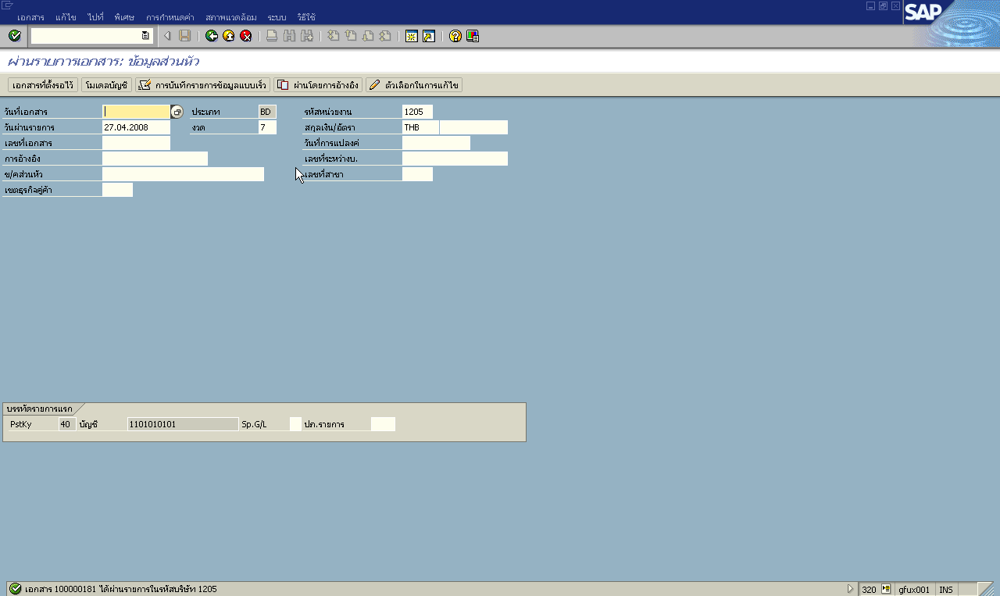 เอกสาร แก้ไข ไปที่ พิเศษ การกำหนดค่า สภาพแวดล้อม ระบบ วิธีใช้
SAP
ผ่านรายการเอกสาร: ข้อมูลส่วนหัว
เอกสารที่ตั้งรอไว้ โมเดลบัญชี การบันทึกรายการข้อมูลแบบเร็ว ผ่านโดยการอ้างอิง ตัวเลือกในการแก้ไข
วันที่เอกสาร ประเภท BD รหัสหน่วยงาน 1205
วันผ่านรายการ 27.04.2008 งวด 7 สกุลเงิน/อัตรา THB
เลขที่เอกสาร วันที่การแปลงค่
การอ้างอิง เลขที่ระหว่างบ.
ข/คส่วนหัว เลขที่สาขา
เขตธุรกิจคู่ค้า
บรรทัดรายการแรก
PstKy 40 บัญชี 1101010101 Sp.G/L ปภ.รายการ
เอกสาร 100000181 ได้ผ่านรายการในรหัสบริษัท 1205 320 gfux001 INS